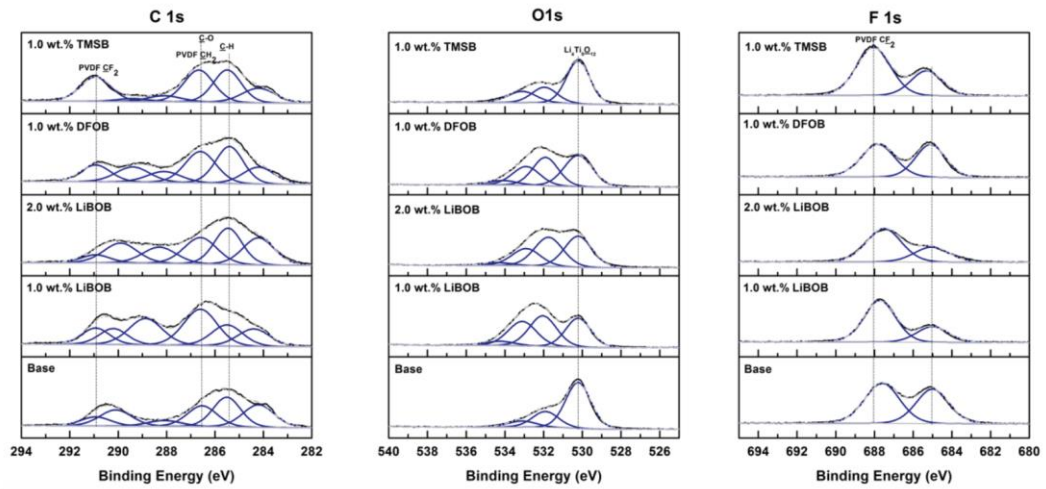 C 1s
1.0 wt.% TMSB
PVDF CF2
C-O
PVDF CH2
C-H
1.0 wt.% DFOB
2.0 wt.% LiBOB
1.0 wt.% LiBOB
Base
294 292 290 288 286 284 282
Binding Energy (eV)
O1s
1.0 wt.% TMSB
Li4Ti5O12
1.0 wt.% DFOB
2.0 wt.% LiBOB
1.0 wt.% LiBOB
Base
540 538 536 534 532 530 528 526
Binding Energy (eV)
F 1s
1.0 wt.% TMSB
PVDF CF2
1.0 wt.% DFOB
2.0 wt.% LiBOB
1.0 wt.% LiBOB
Base
694 692 690 688 686 684 682 680
Binding Energy (eV)